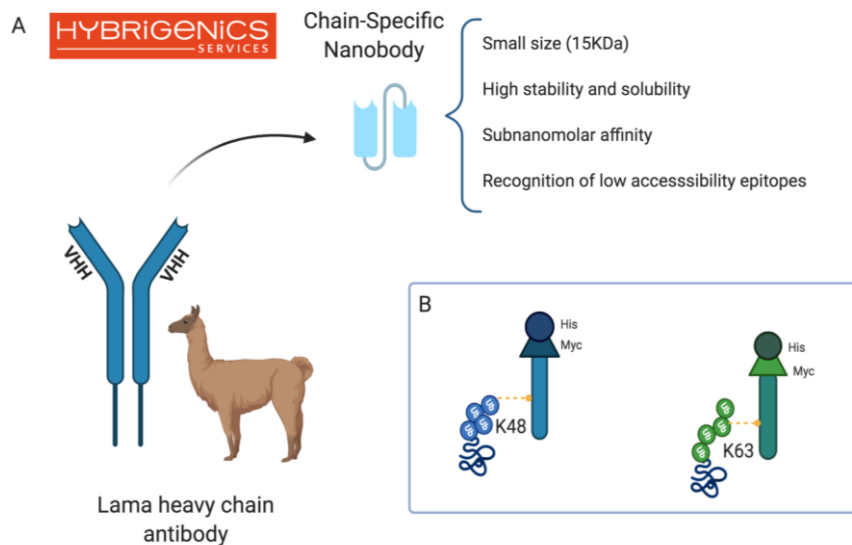 A
HYBRIGENICS
SERVICES
Chain-Specific
Nanobody
Small size (15KDa)
High stability and solubility
Subnanomolar affinity
Recognition of low accesssibility epitopes
VHH
VHH
Lama heavy chain
antibody
B
His
Myc
Ub
Ub
Ub
Ub
K48
His
Myc
Ub
Ub
Ub
Ub
K63